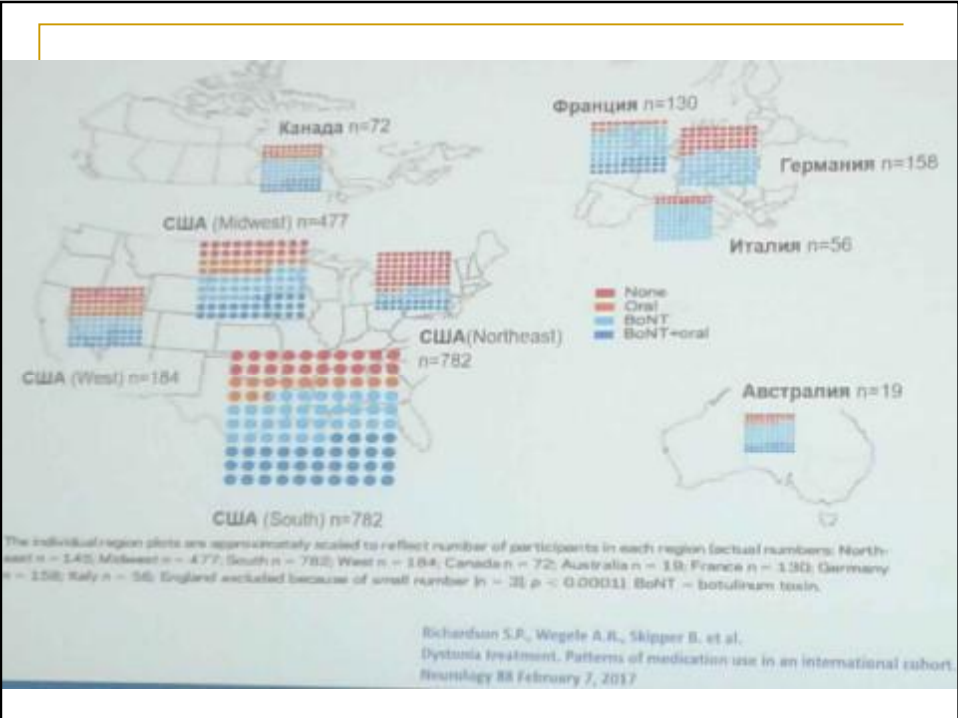 Франция n=130
Канада n=72
Германия n=158
США (Midwest) n=477
Италия n=56
None
Oral
BoNT
BoNT+oral
США(Northeast)
n=782
США (West) n=184
Австралия n=19
США (South) n=782
The individual region plots are approximately scaled to reflect number of participants in each region (actual numbers: North-
east n = 145; Midwest n = 477; South n = 782; West n = 184; Canada n = 72; Australia n = 19; France n = 130; Germany
n = 158; Italy n = 56; England excluded because of small number [n = 3]; p < 0.0001). BoNT = botulinum toxin.
Richardson S.P., Wegele A.R., Skipper B. et al.
Dystonia treatment. Patterns of medication use in an international cohort.
Neurology 88 February 7, 2017